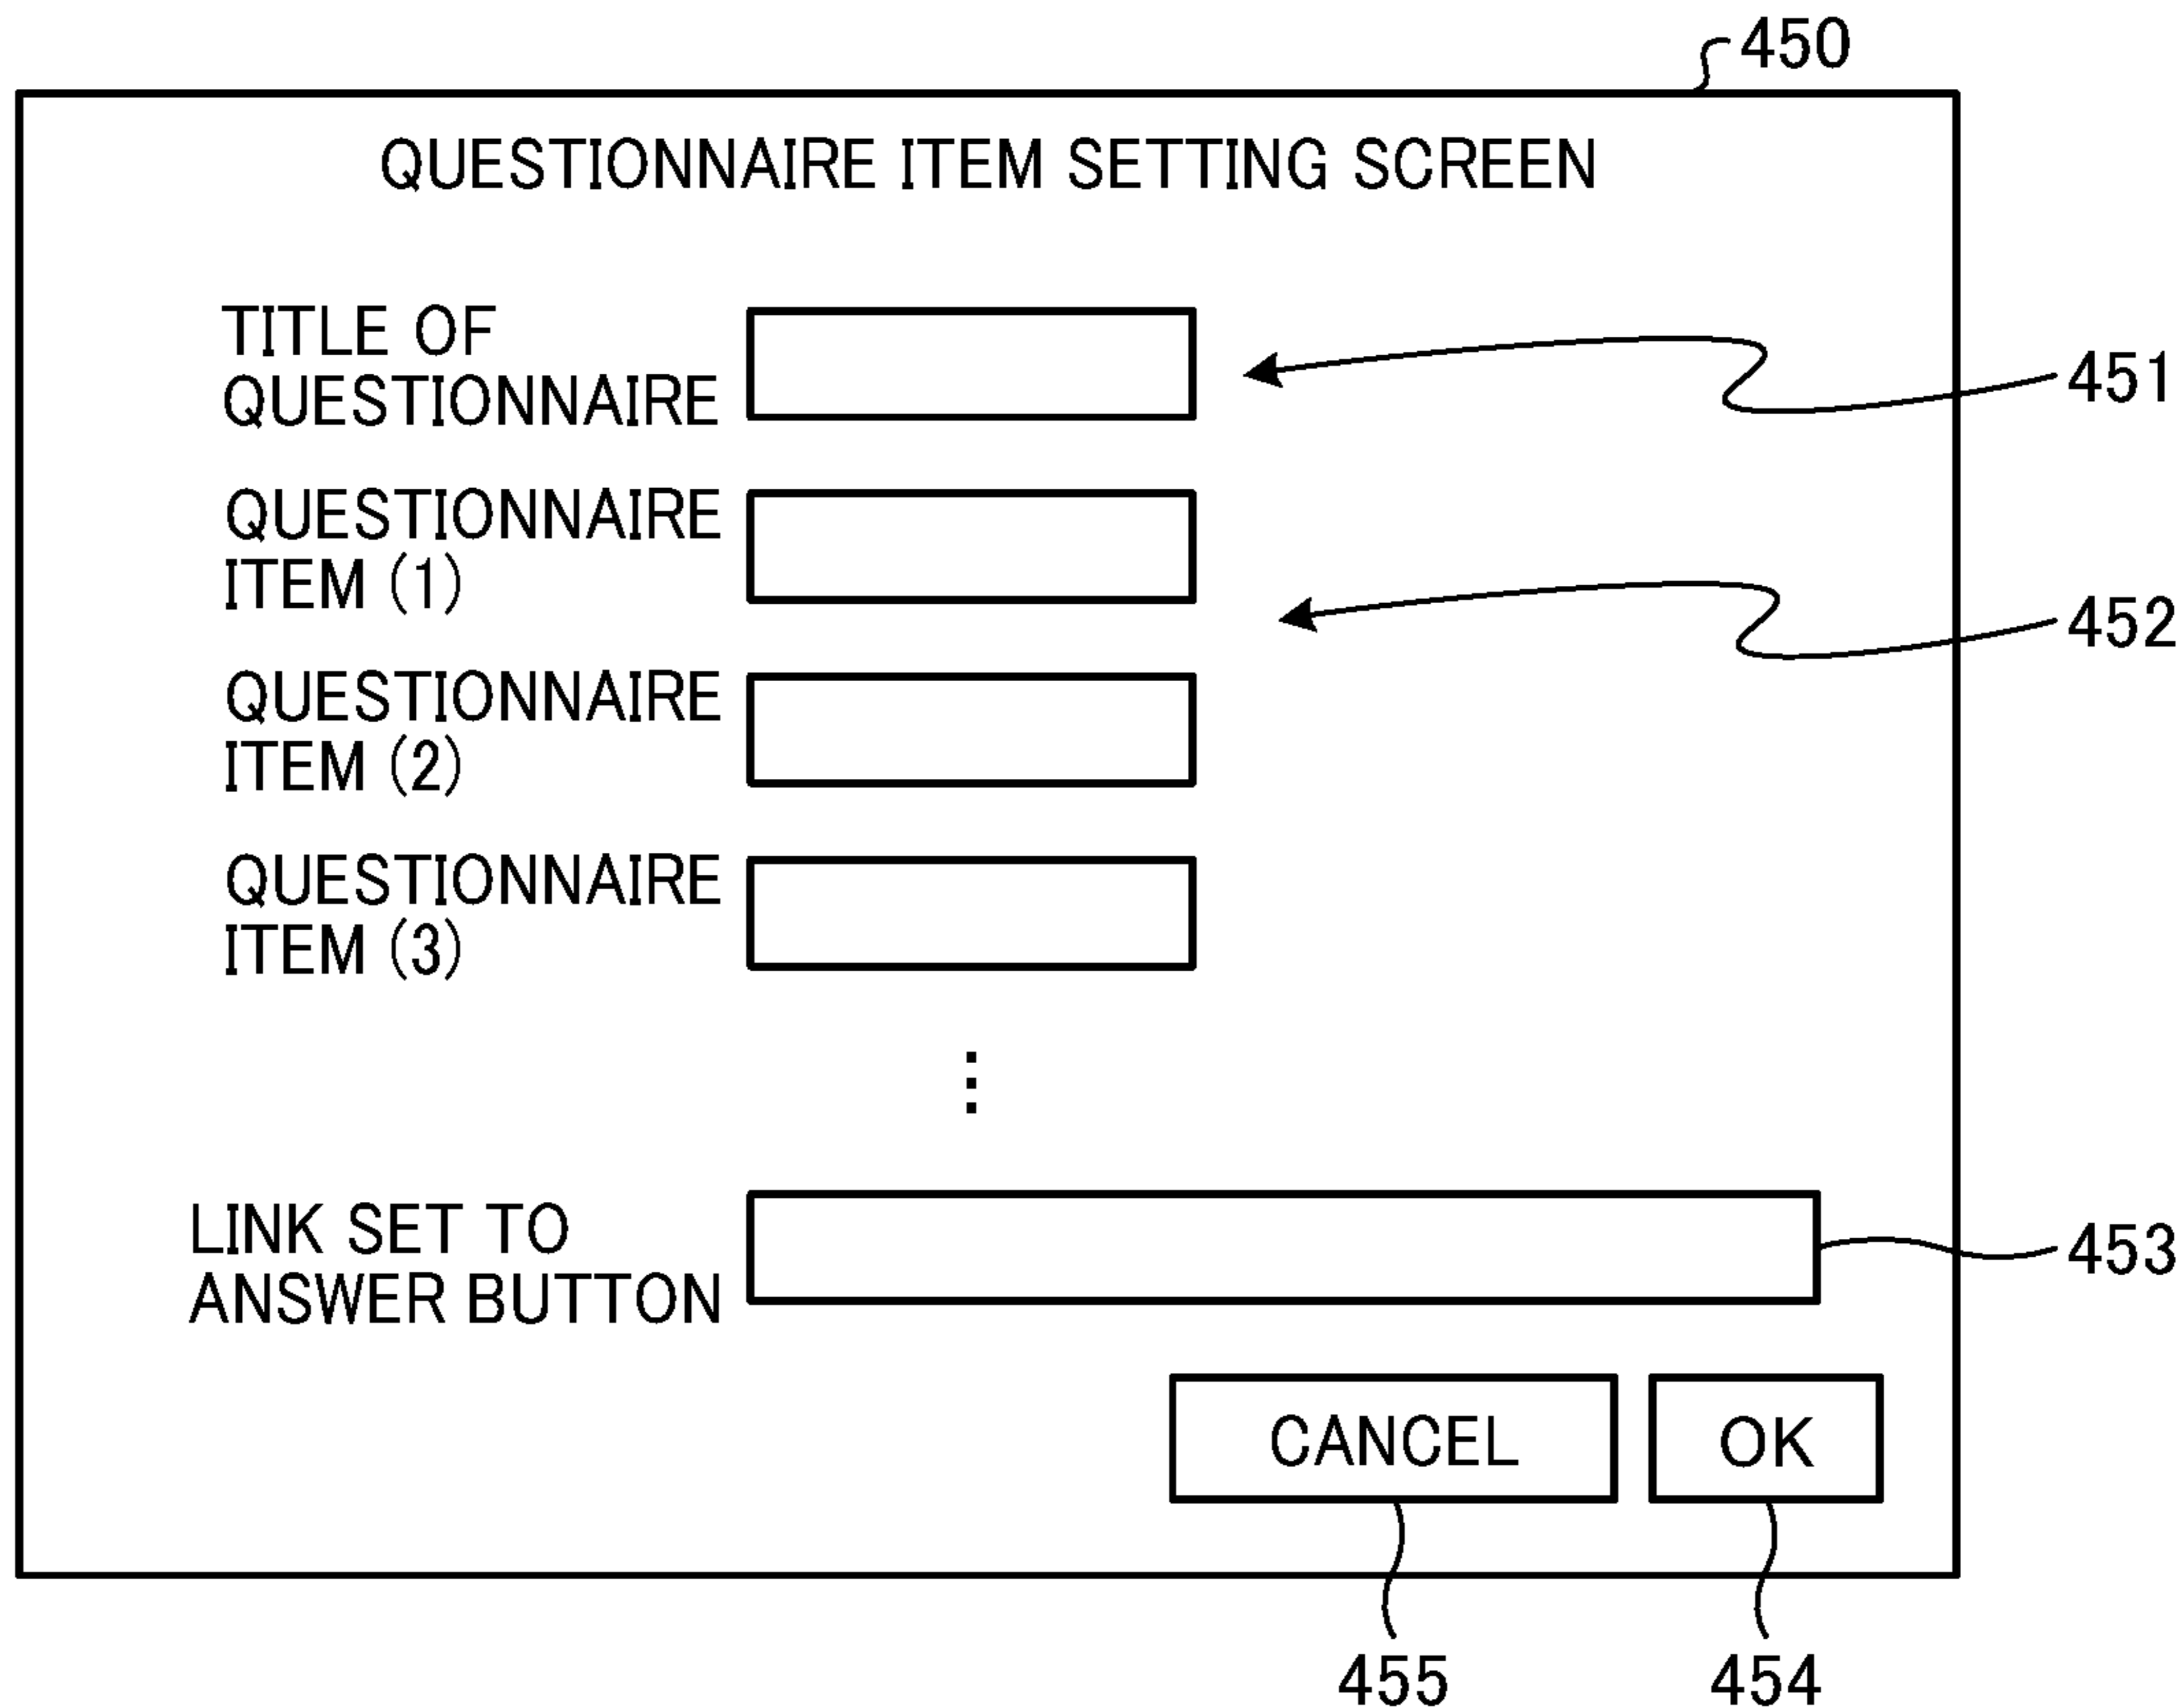 450
QUESTIONNAIRE ITEM SETTING SCREEN
TITLE OF
QUESTIONNAIRE
451
QUESTIONNAIRE
ITEM (1)
452
QUESTIONNAIRE
ITEM (2)
QUESTIONNAIRE
ITEM (3)
LINK SET TO
ANSWER BUTTON
453
CANCEL
OK
455
454